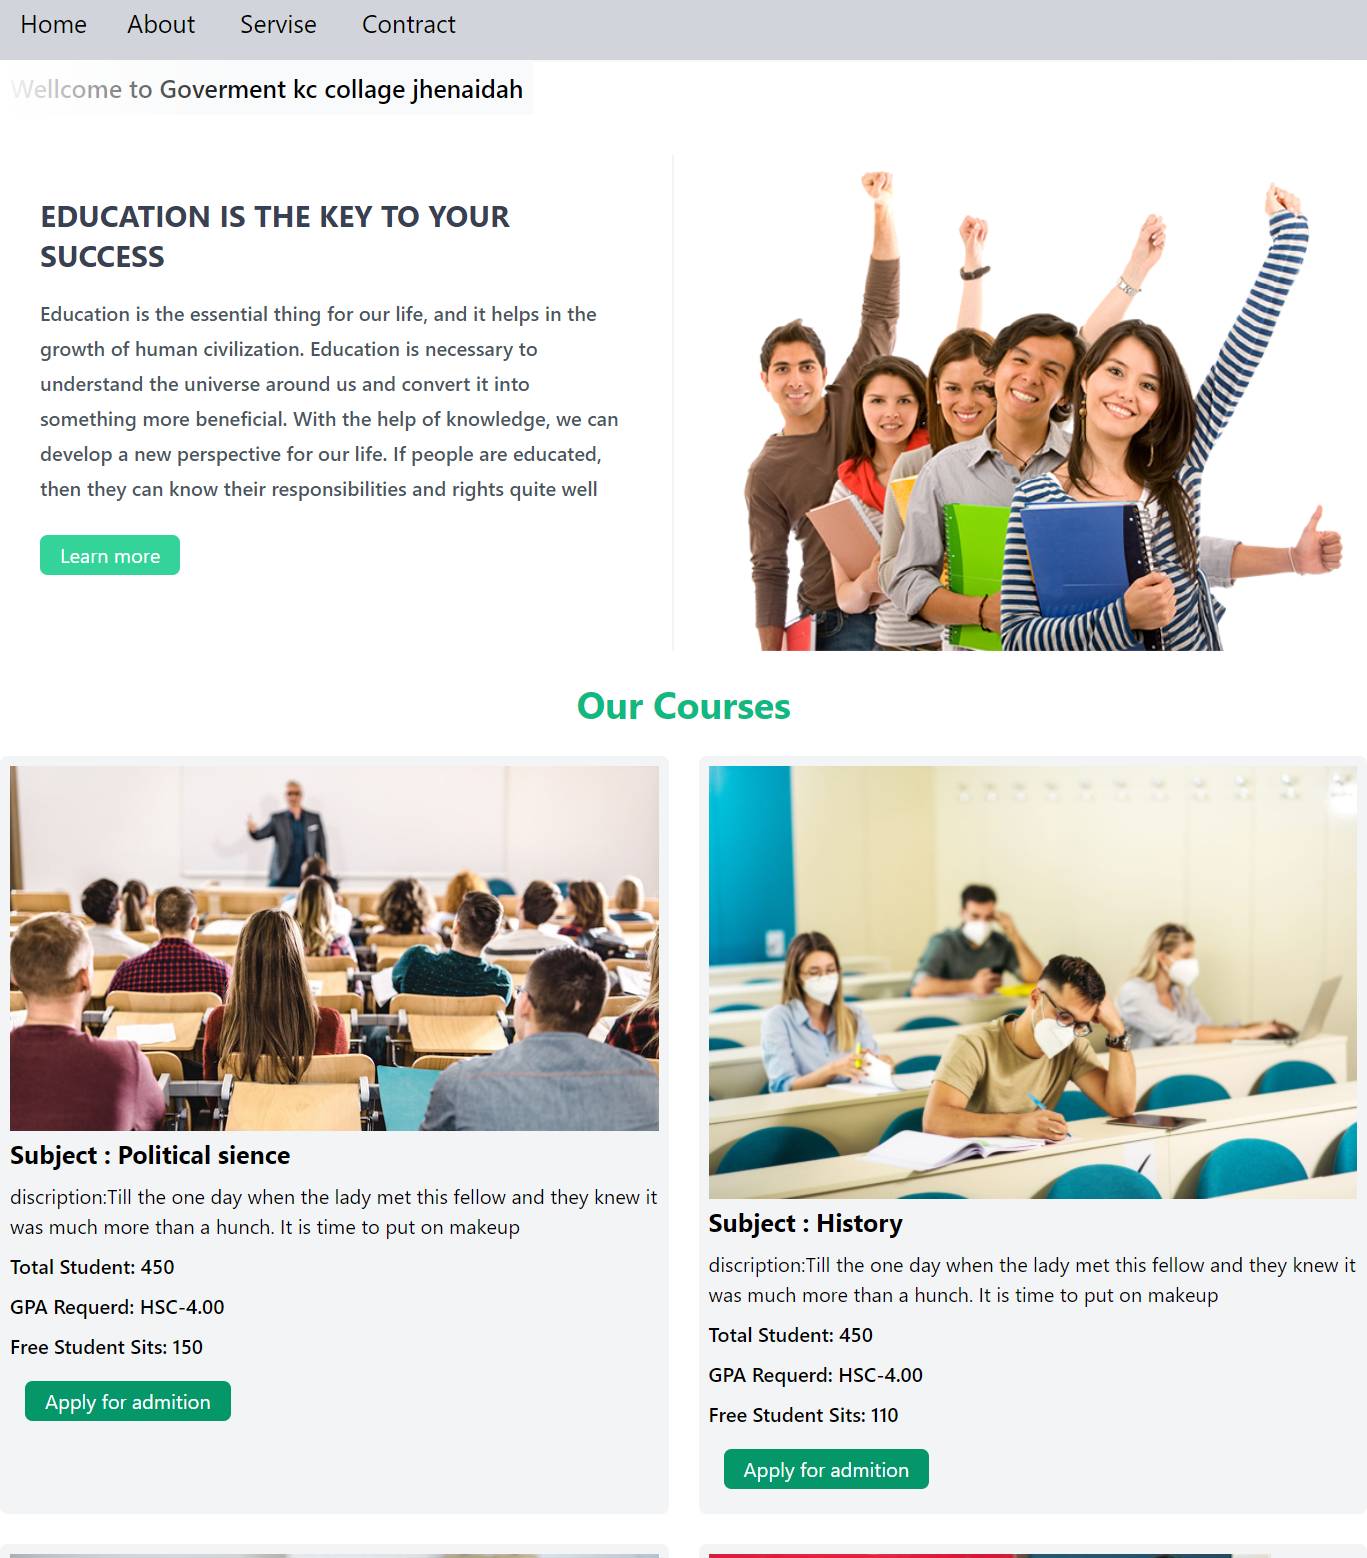 Home About Servise Contract
Wellcome to Goverment kc collage jhenaidah
EDUCATION IS THE KEY TO YOUR
SUCCESS
Education is the essential thing for our life, and it helps in the
growth of human civilization. Education is necessary to
understand the universe around us and convert it into
something more beneficial. With the help of knowledge, we can
develop a new perspective for our life. If people are educated,
then they can know their responsibilities and rights quite well
Learn more
Our Courses
Subject : Political sience
discription:Till the one day when the lady met this fellow and they knew it
was much more than a hunch. It is time to put on makeup
Total Student: 450
GPA Requerd: HSC-4.00
Free Student Sits: 150
Apply for admition
Subject : History
discription:Till the one day when the lady met this fellow and they knew it
was much more than a hunch. It is time to put on makeup
Total Student: 450
GPA Requerd: HSC-4.00
Free Student Sits: 110
Apply for admition